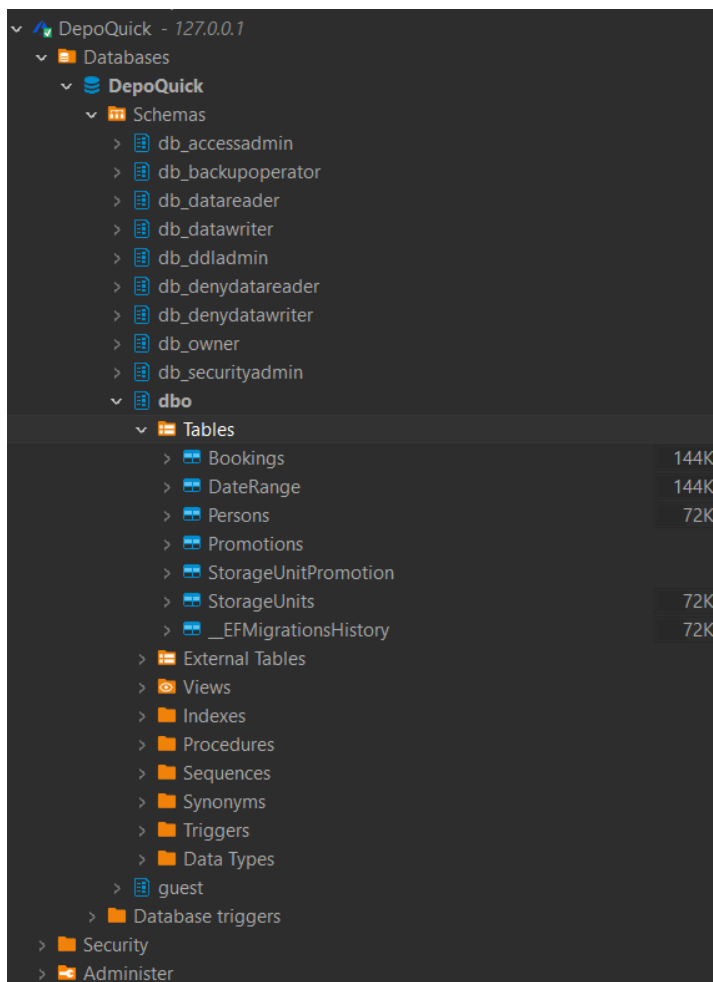 DepoQuick - 127.0.0.1
Databases
DepoQuick
Schemas
db_accessadmin
db_backupoperator
db_datareader
db_datawriter
db_ddladmin
db_denydatareader
db_denydatawriter
db_owner
db_securityadmin
dbo
Tables
Bookings 144K
DateRange 144K
Persons 72K
Promotions
StorageUnitPromotion
StorageUnits 72K
__EFMigrationsHistory 72K
External Tables
Views
Indexes
Procedures
Sequences
Synonyms
Triggers
Data Types
guest
Database triggers
Security
Administer